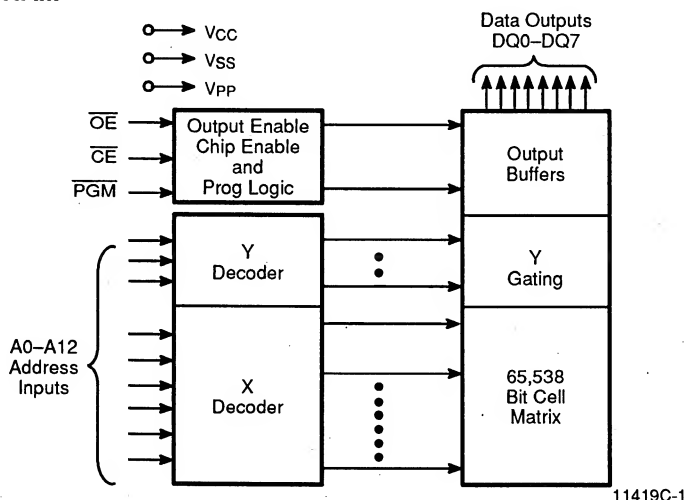 Data Outputs
DQ0–DQ7
VCC
VSS
VPP
OE
CE
PGM
Output Enable
Chip Enable
and
Prog Logic
Output
Buffers
Y
Decoder
Y
Gating
A0–A12
Address
Inputs
X
Decoder
65,538
Bit Cell
Matrix
11419C-1